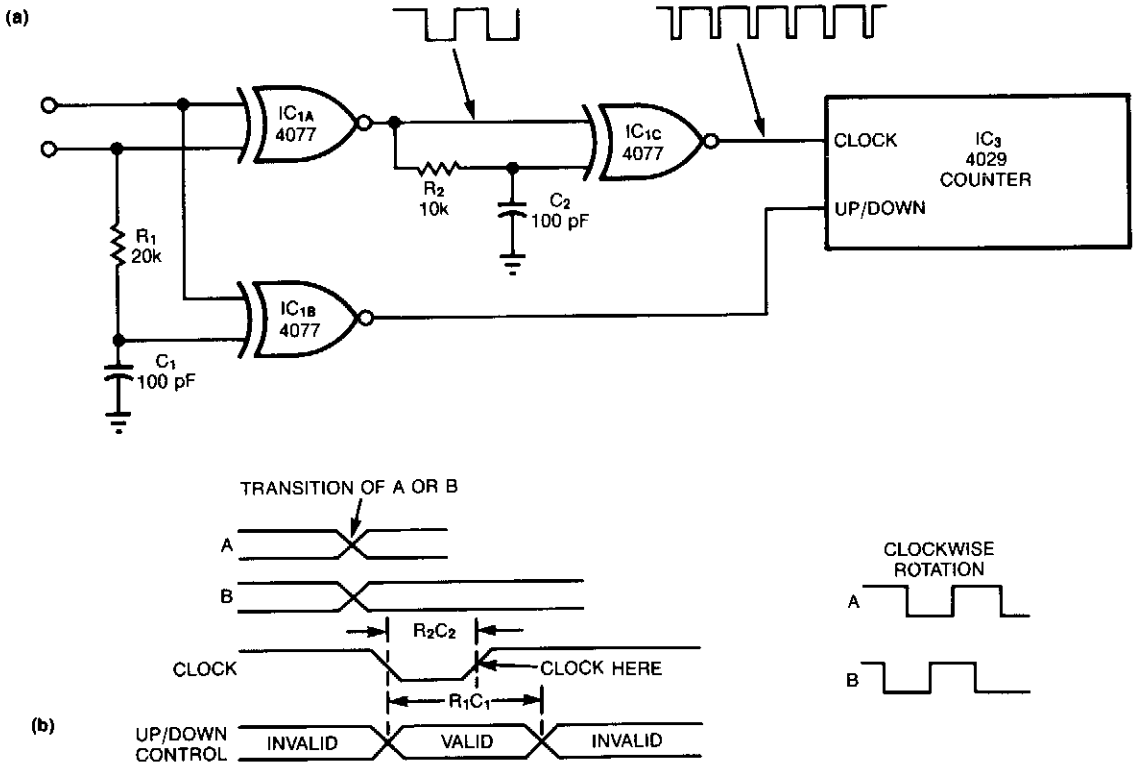 (a)
IC1A
4077
IC1C
4077
IC3
4029
COUNTER
CLOCK
UP/DOWN
R2
10k
C2
100 pF
R1
20k
IC1B
4077
C1
100 pF
TRANSITION OF A OR B
A
B
R2C2
CLOCK
CLOCK HERE
R1C1
(b)
UP/DOWN
CONTROL
INVALID
VALID
INVALID
CLOCKWISE
ROTATION
A
B